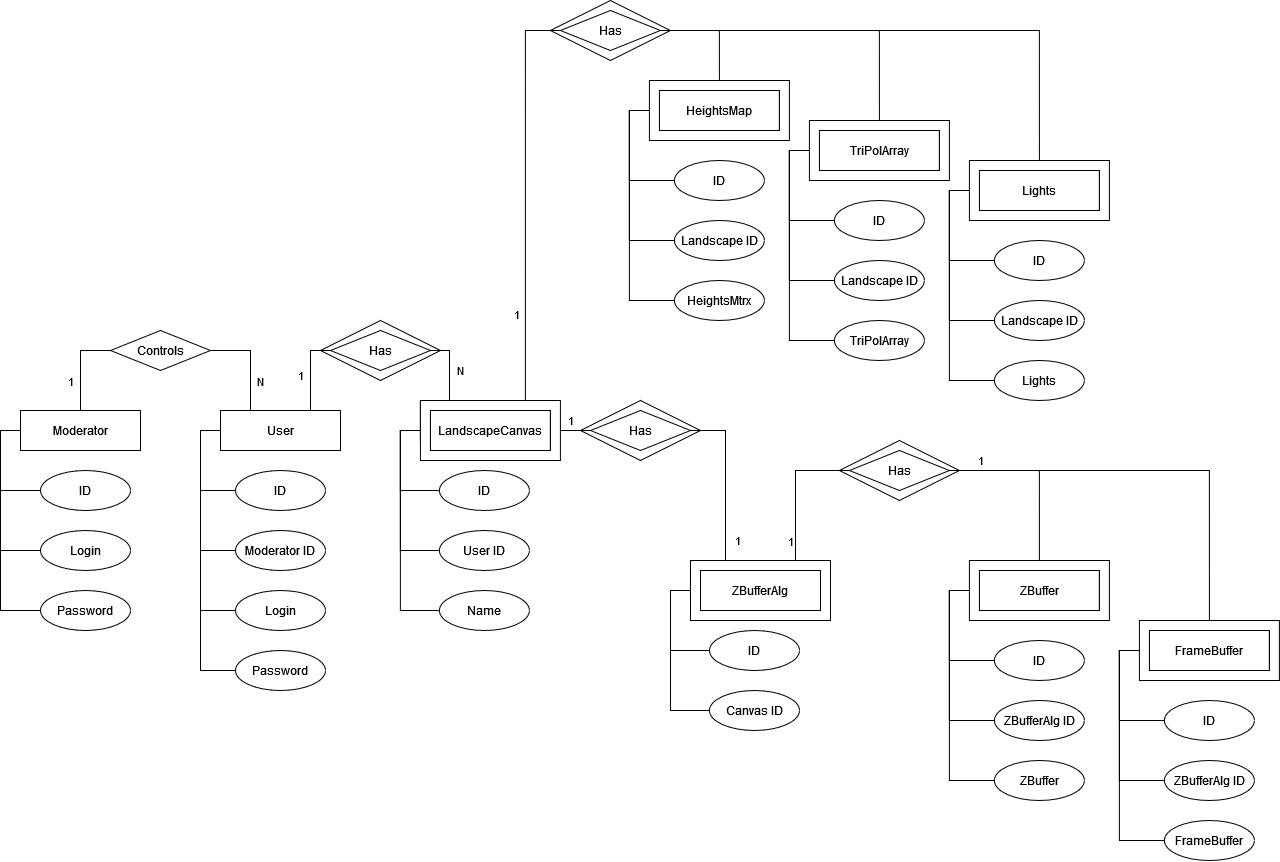 Has
HeightsMap
ID
Landscape ID
HeightsMtrx
TriPolArray
ID
Landscape ID
TriPolArray
Lights
ID
Landscape ID
Lights
1
Controls
1
N
Has
1
N
Moderator
ID
Login
Password
User
ID
Moderator ID
Login
Password
LandscapeCanvas
ID
User ID
Name
1
Has
1
ZBufferAlg
ID
Canvas ID
1
Has
1
ZBuffer
ID
ZBufferAlg ID
ZBuffer
FrameBuffer
ID
ZBufferAlg ID
FrameBuffer